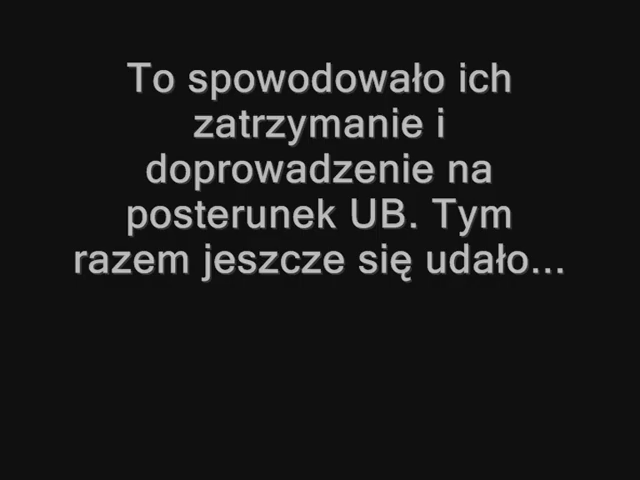 To spowodowało ich
zatrzymanie i
doprowadzenie na
posterunek UB. Tym
razem jeszcze się udało...